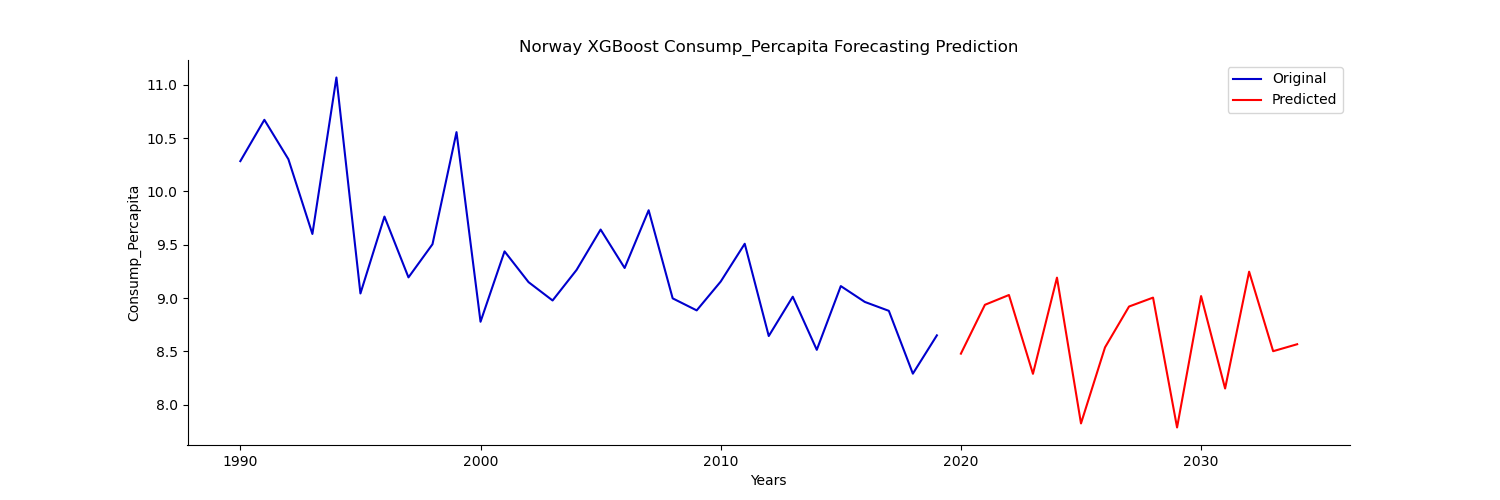 Norway XGBoost Consump_Percapita Forecasting Prediction
Original
Predicted
11.0
10.5
10.0
9.5
9.0
8.5
8.0
Consump_Percapita
1990
2000
2010
2020
2030
Years